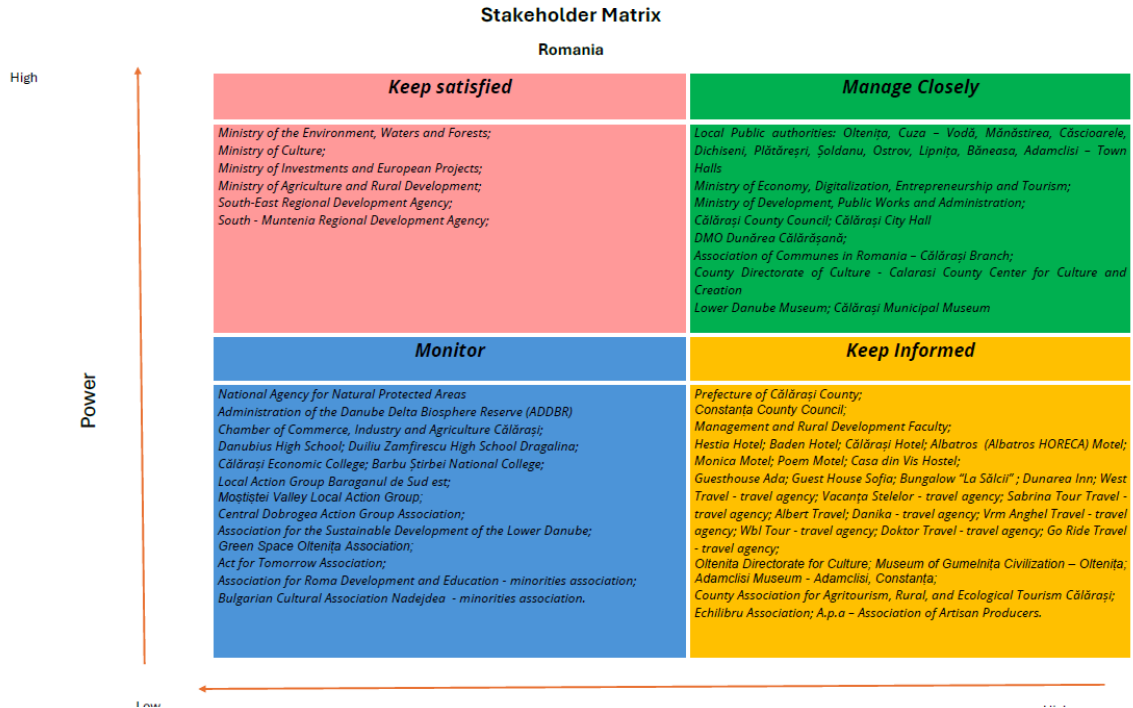 Stakeholder Matrix
Romania
High
Keep satisfied
Manage Closely
Ministry of the Environment, Waters and Forests;
Ministry of Culture;
Ministry of Investments and European Projects;
Ministry of Agriculture and Rural Development;
South-East Regional Development Agency;
South - Muntenia Regional Development Agency;
Local Public authorities: Oltenița, Cuza – Vodă, Mănăstirea, Căscioarele,
Dichiseni, Plătăreșri, Șoldanu, Ostrov, Lipnița, Băneasa, Adamclisi – Town
Halls
Ministry of Economy, Digitalization, Entrepreneurship and Tourism;
Ministry of Development, Public Works and Administration;
Călărași County Council; Călărași City Hall
DMO Dunărea Călărășană;
Association of Communes in Romania – Călărași Branch;
County Directorate of Culture - Calarasi County Center for Culture and
Creation
Lower Danube Museum; Călărași Municipal Museum
Power
Monitor
Keep Informed
National Agency for Natural Protected Areas
Administration of the Danube Delta Biosphere Reserve (ADDBR)
Chamber of Commerce, Industry and Agriculture Călărași;
Danubius High School; Duiliu Zamfirescu High School Dragalina;
Călărași Economic College; Barbu Știrbei National College;
Local Action Group Baraganul de Sud est;
Moștiștei Valley Local Action Group;
Central Dobrogea Action Group Association;
Association for the Sustainable Development of the Lower Danube;
Green Space Oltenița Association;
Act for Tomorrow Association;
Association for Roma Development and Education - minorities association;
Bulgarian Cultural Association Nadejdea - minorities association.
Prefecture of Călărași County;
Constanța County Council;
Management and Rural Development Faculty;
Hestia Hotel; Baden Hotel; Călărași Hotel; Albatros (Albatros HORECA) Motel;
Monica Motel; Poem Motel; Casa din Vis Hostel;
Guesthouse Ada; Guest House Sofia; Bungalow “La Sălcii” ; Dunarea Inn; West
Travel - travel agency; Vacanța Stelelor - travel agency; Sabrina Tour Travel -
travel agency; Albert Travel; Danika - travel agency; Vrm Anghel Travel - travel
agency; Wbl Tour - travel agency; Doktor Travel - travel agency; Go Ride Travel
- travel agency;
Oltenita Directorate for Culture; Museum of Gumelnița Civilization – Oltenița;
Adamclisi Museum - Adamclisi, Constanța;
County Association for Agritourism, Rural, and Ecological Tourism Călărași;
Echilibru Association; A.p.a – Association of Artisan Producers.
Low